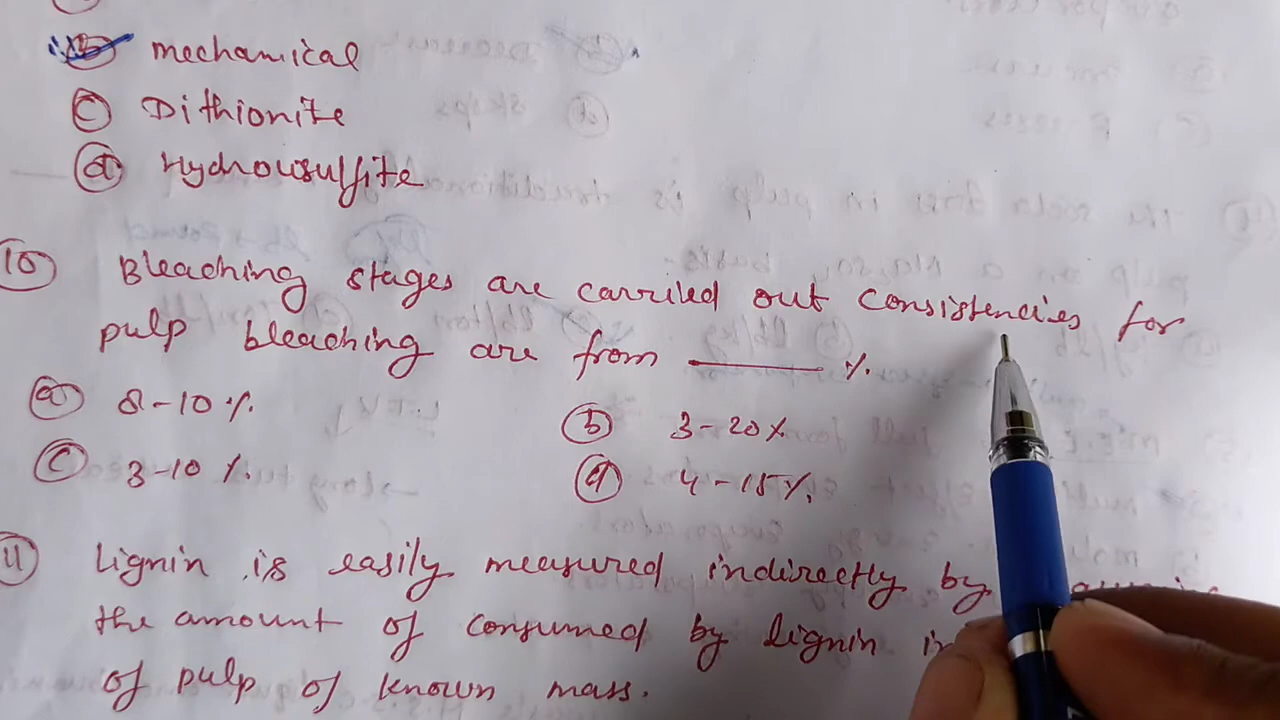 b mechanical
c Dithionite
d Hydrowsulfite
10 Bleaching stages are carriled out consistencies for
pulp bleaching are from ______ %.
a 8-10 %.
b 3-20 %
c 3-10 %.
d 4-15 %.
11 Lignin is easily measured indirectly by
the amount of consumed by lignin in
of pulp of known mass.